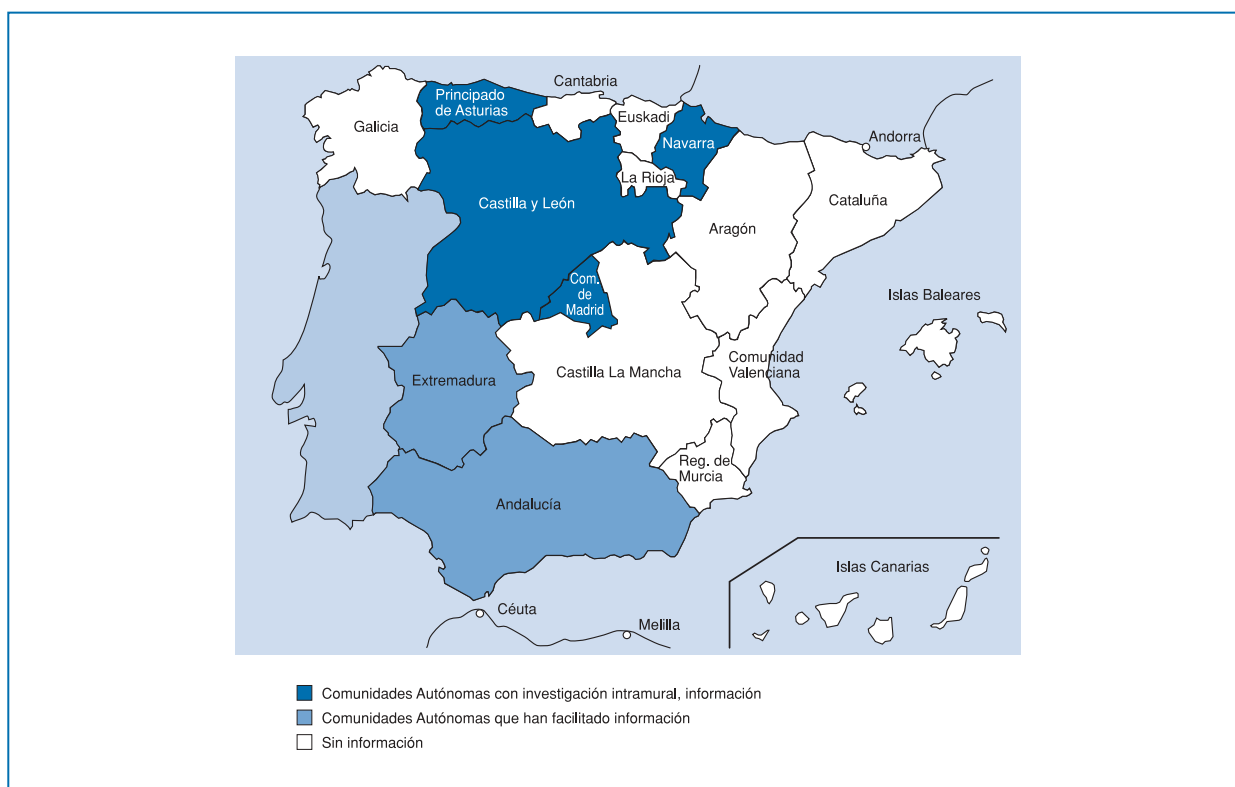 Cantabria
Principado
de Asturias
Euskadi
Galicia
Navarra
Andorra
La Rioja
Castilla y León
Cataluña
Aragón
Com.
de
Madrid
Islas Baleares
Comunidad
Valenciana
Extremadura
Castilla La Mancha
Reg. de
Murcia
Andalucía
Islas Canarias
Céuta
Melilla
Comunidades Autónomas con investigación intramural, información
Comunidades Autónomas que han facilitado información
Sin información